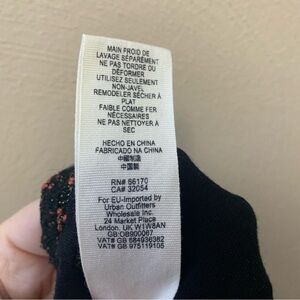 MAIN FROID DE
LAVAGE SÉPARÉMENT
NE PAS TORDRE OU
DÉFORMER
UTILISEZ SEULEMENT
NON-JAVEL
REMODELER SÉCHER À
PLAT
FAIBLE COMME FER
NÉCESSAIRES
NE PAS NETTOYER À
SEC
HECHO EN CHINA
FABRICADO NA CHINA
中國制造
中国製
RN# 66170
CA# 32054
For EU-Imported by
Urban Outfitters
Wholesale Inc.
24 Market Place
London. UK. W1W8AN
GB:OB900067
VAT# GB 684936382
VAT# GB 975119105